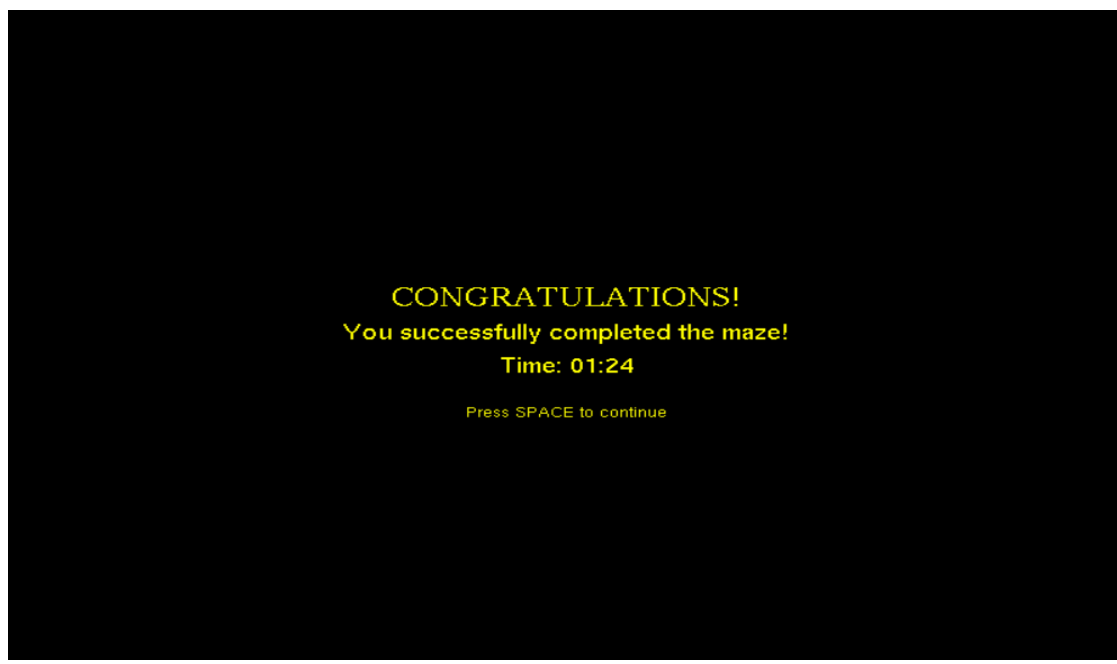 CONGRATULATIONS!
You successfully completed the maze!
Time: 01:24
Press SPACE to continue